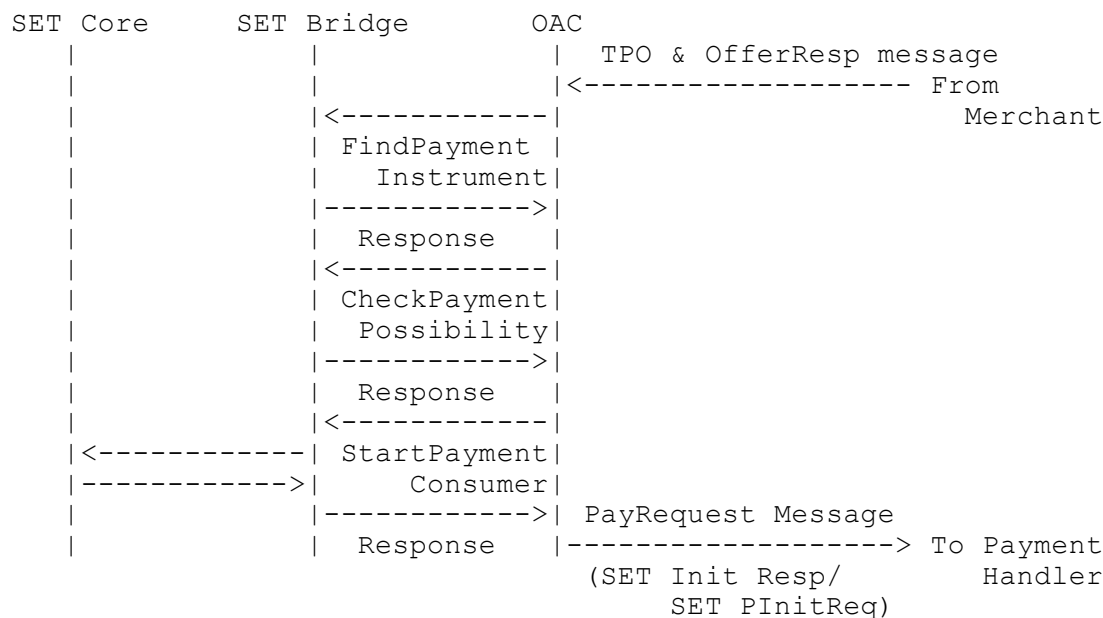 SET Core SET Bridge OAC
| | | TPO & OfferResp message
| | |<------------------- From
| |<------------| Merchant
| | FindPayment |
| | Instrument|
| |------------>|
| | Response |
| |<------------|
| | CheckPayment|
| | Possibility|
| |------------>|
| | Response |
| |<------------|
|<------------| StartPayment|
|------------>| Consumer|
| |------------>| PayRequest Message
| | Response |-------------------> To Payment
(SET Init Resp/ Handler
SET PInitReq)